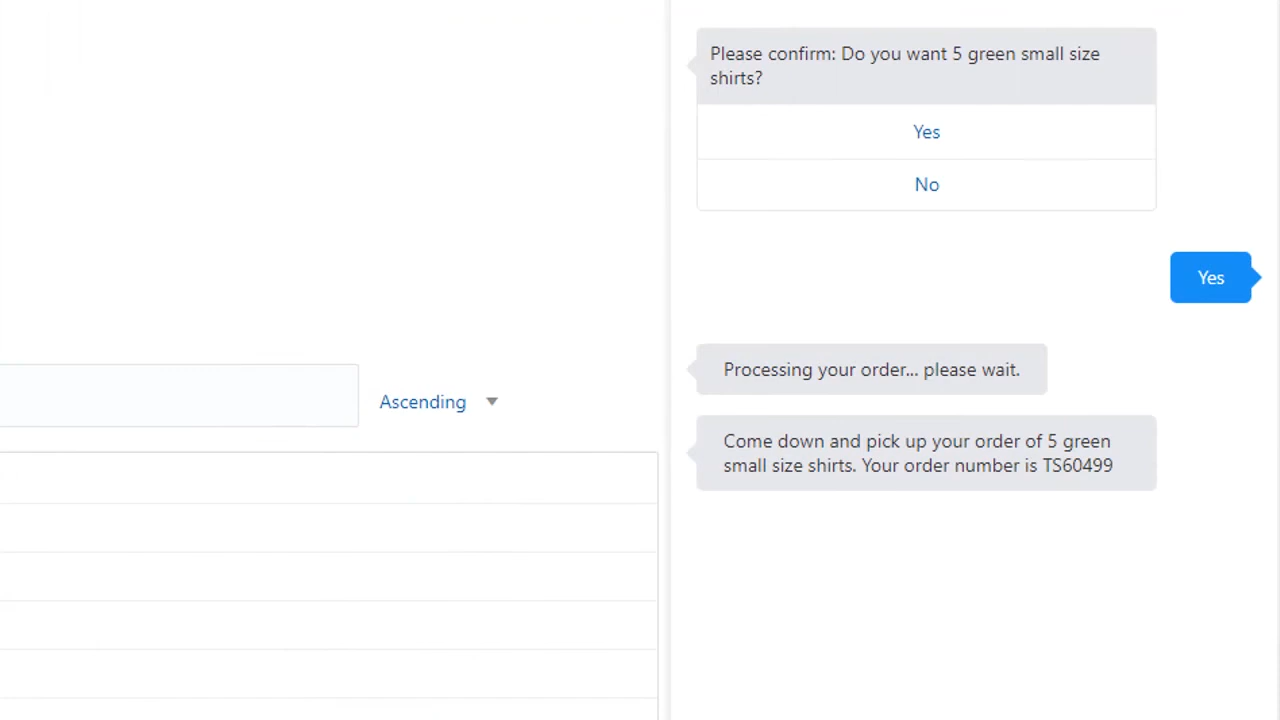 Please confirm: Do you want 5 green small size
shirts?
Yes
No
Yes
Processing your order... please wait.
Ascending
Come down and pick up your order of 5 green
small size shirts. Your order number is TS60499